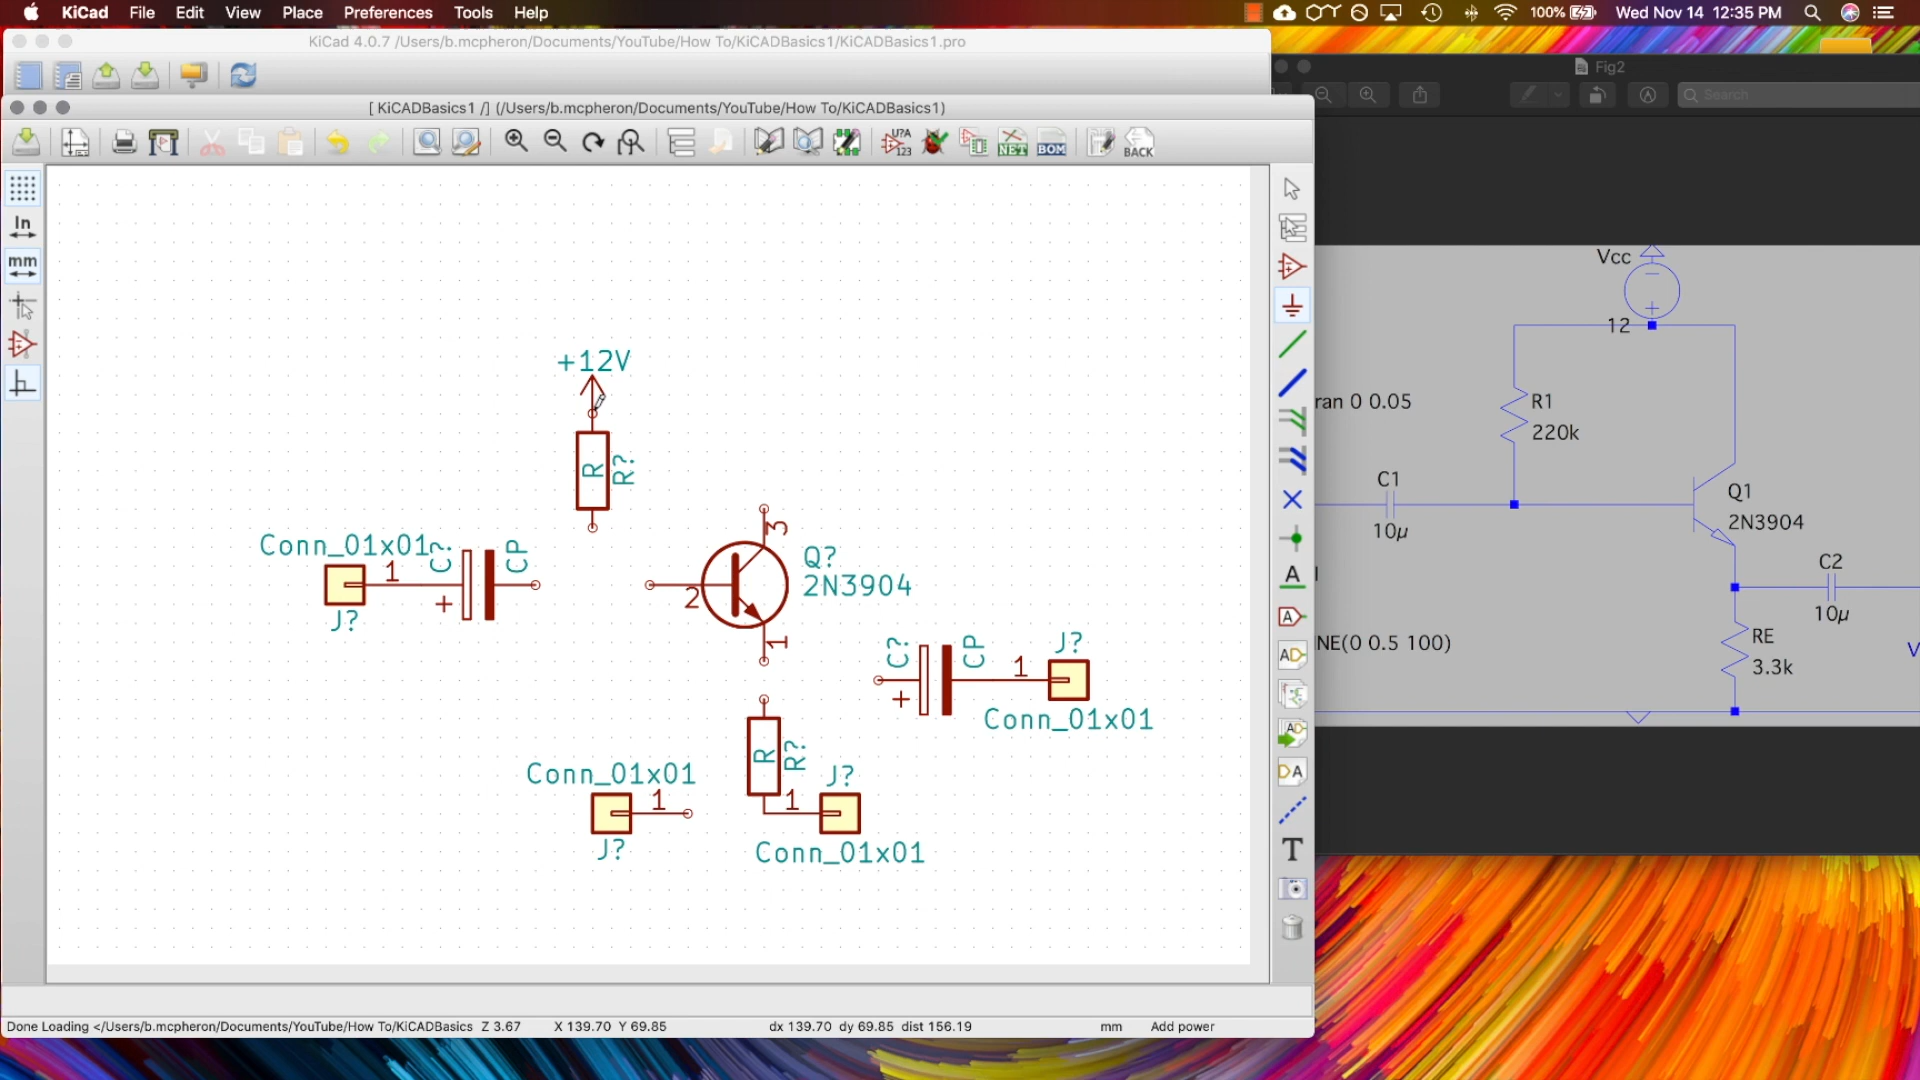 KiCad File Edit View Place Preferences Tools Help
100% Wed Nov 14 12:35 PM
KiCad 4.0.7 /Users/b.mcpheron/Documents/YouTube/How To/KiCADBasics1/KiCADBasics1.pro
Fig2
Search
[ KiCADBasics1 /] (/Users/b.mcpheron/Documents/YouTube/How To/KiCADBasics1)
U?A
123
NET
BOM
BACK
In
mm
+12V
R
R?
Conn_01x01
1
J?
C?
CP
+
3
2
1
Q?
2N3904
C?
CP
+
1
J?
Conn_01x01
R
R?
Conn_01x01
1
J?
1
J?
Conn_01x01
A
A
AD
AD
DA
T
Vcc
12
ran 0 0.05
R1
220k
C1
10µ
Q1
2N3904
C2
10µ
NE(0 0.5 100)
RE
3.3k
V
Done Loading </Users/b.mcpheron/Documents/YouTube/How To/KiCADBasics Z 3.67 X 139.70 Y 69.85 dx 139.70 dy 69.85 dist 156.19 mm Add power